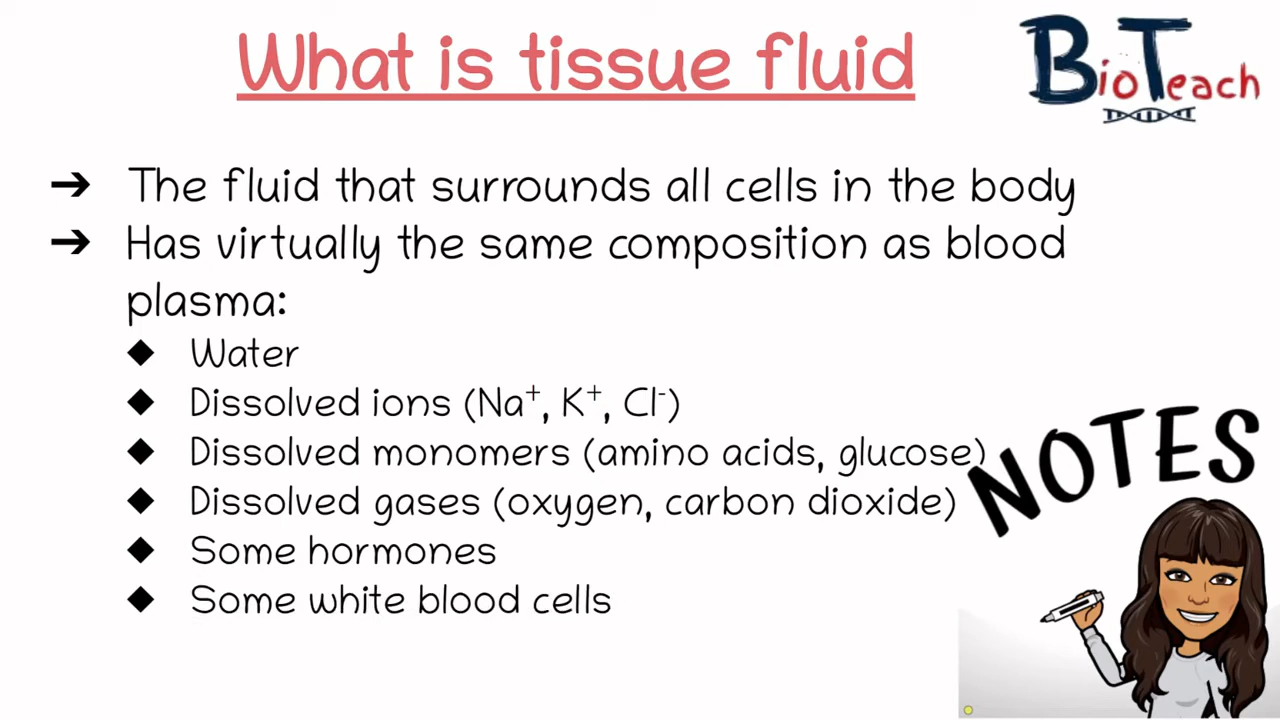 What is tissue fluid
BioTeach
➔ The fluid that surrounds all cells in the body
➔ Has virtually the same composition as blood
plasma:
◆ Water
◆ Dissolved ions (Na⁺, K⁺, Cl⁻)
◆ Dissolved monomers (amino acids, glucose)
◆ Dissolved gases (oxygen, carbon dioxide)
◆ Some hormones
◆ Some white blood cells
NOTES